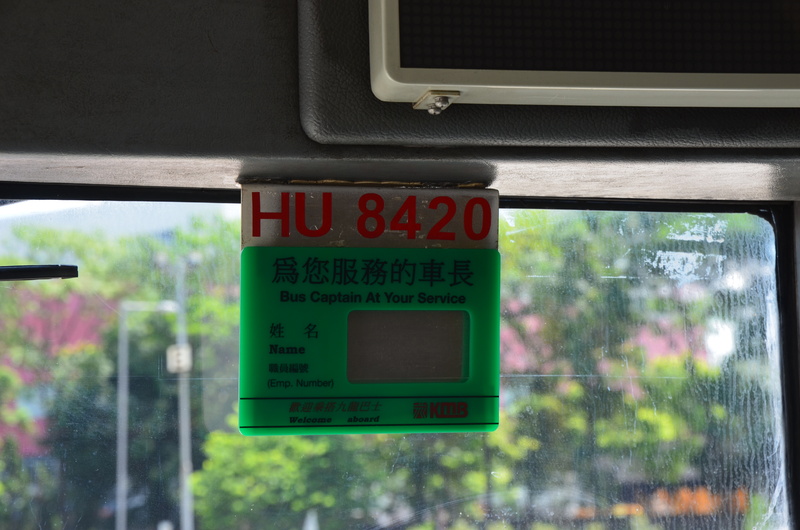 HU 8420
爲您服務的車長
Bus Captain At Your Service
姓 名
Name
職員編號
(Emp. Number)
歡迎乘搭九龍巴士 KMB
Welcome aboard